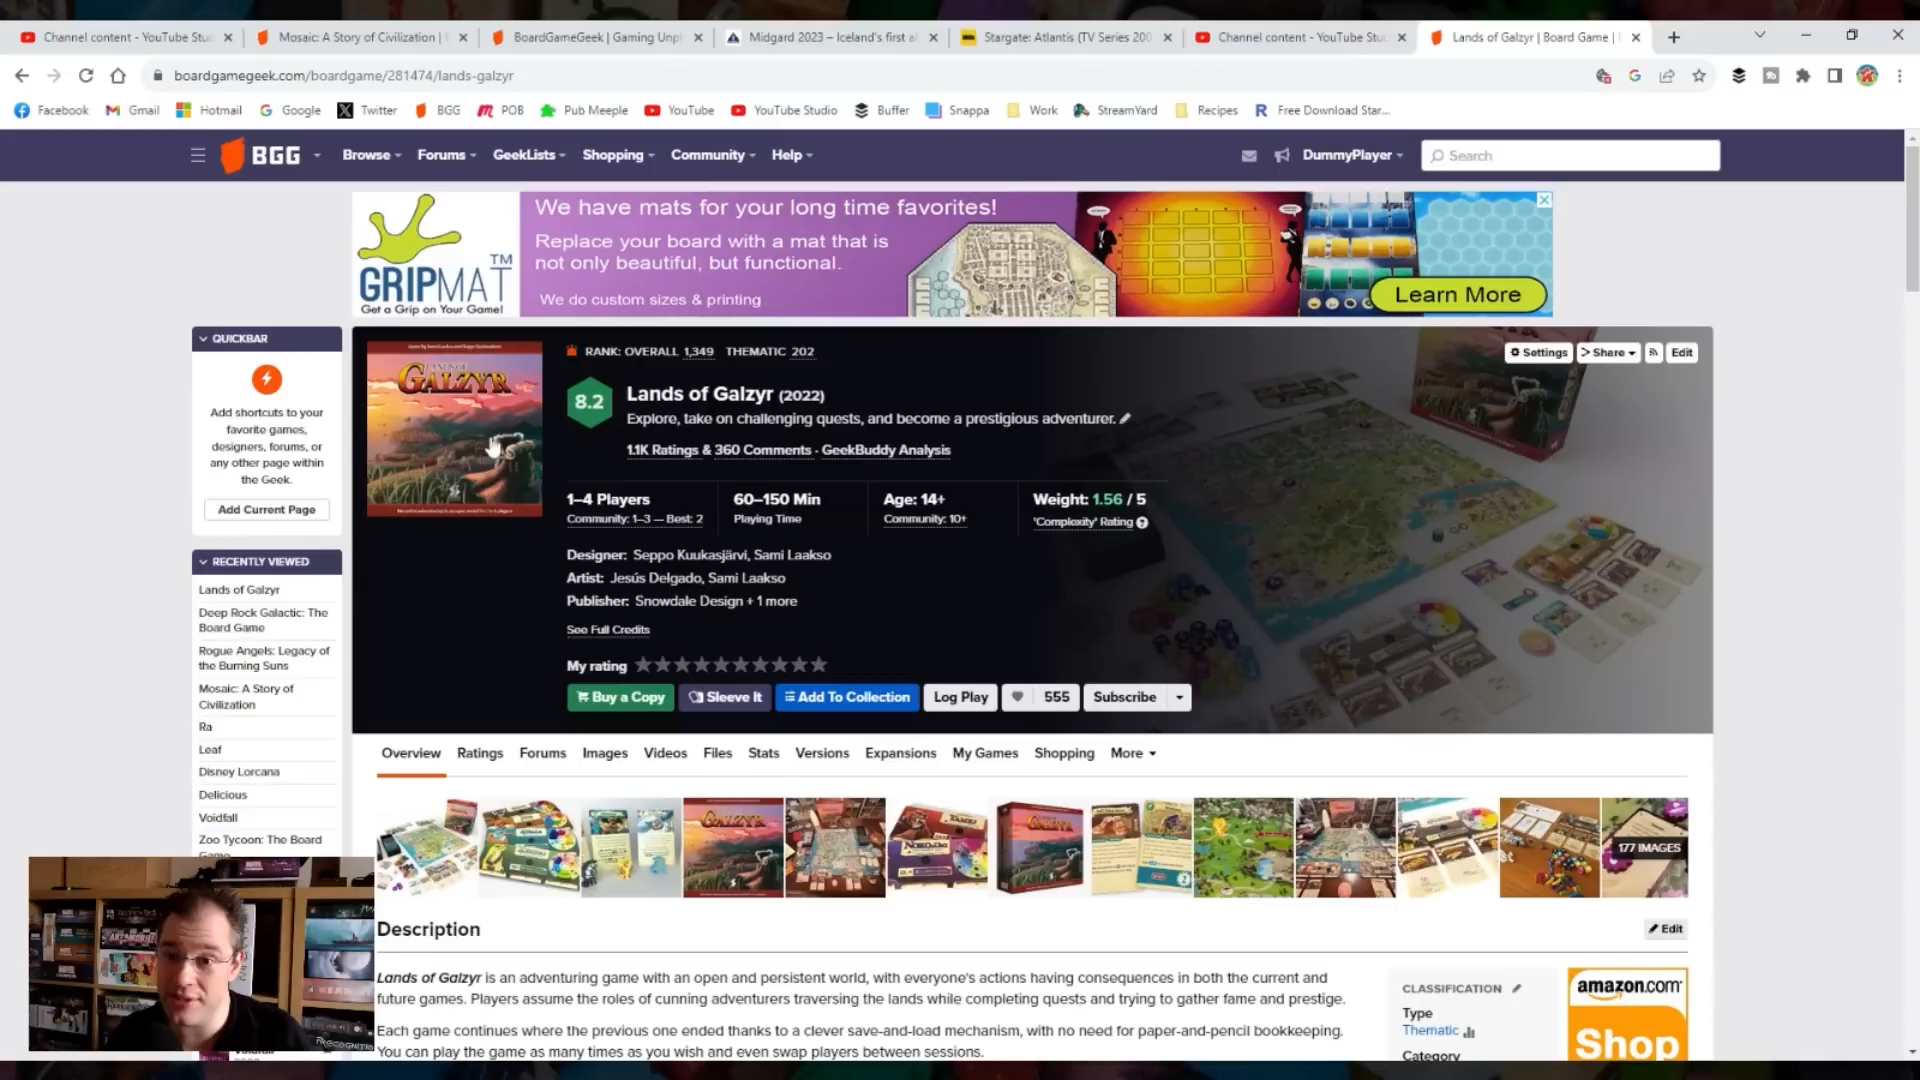 Channel content - YouTube Stu
Mosaic: A Story of Civilization |
BoardGameGeek | Gaming Unpl
Midgard 2023 – Iceland's first al
Stargate: Atlantis (TV Series 200
Channel content - YouTube Stu
Lands of Galzyr | Board Game |
boardgamegeek.com/boardgame/281474/lands-galzyr
Facebook Gmail Hotmail Google Twitter BGG POB Pub Meeple YouTube YouTube Studio Buffer Snappa Work StreamYard Recipes Free Download Star...
BGG Browse Forums GeekLists Shopping Community Help DummyPlayer Search
GRIPMAT TM
Get a Grip on Your Game!
We have mats for your long time favorites!
Replace your board with a mat that is
not only beautiful, but functional.
We do custom sizes & printing
Learn More
QUICKBAR
Add shortcuts to your
favorite games,
designers, forums, or
any other page within
the Geek.
Add Current Page
RECENTLY VIEWED
Lands of Galzyr
Deep Rock Galactic: The
Board Game
Rogue Angels: Legacy of
the Burning Suns
Mosaic: A Story of
Civilization
Ra
Leaf
Disney Lorcana
Delicious
Voidfall
Zoo Tycoon: The Board
Game
LANDS OF
GALZYR
RANK: OVERALL 1,349 THEMATIC 202
Settings Share Edit
8.2
Lands of Galzyr (2022)
Explore, take on challenging quests, and become a prestigious adventurer.
1.1K Ratings & 360 Comments · GeekBuddy Analysis
1–4 Players 60–150 Min Age: 14+ Weight: 1.56 / 5
Community: 1–3 — Best: 2 Playing Time Community: 10+ 'Complexity' Rating
Designer: Seppo Kuukasjärvi, Sami Laakso
Artist: Jesús Delgado, Sami Laakso
Publisher: Snowdale Design + 1 more
See Full Credits
My rating
Buy a Copy Sleeve It Add To Collection Log Play 555 Subscribe
Overview Ratings Forums Images Videos Files Stats Versions Expansions My Games Shopping More
GALZYR
177 IMAGES
Description
Edit
Lands of Galzyr is an adventuring game with an open and persistent world, with everyone's actions having consequences in both the current and
future games. Players assume the roles of cunning adventurers traversing the lands while completing quests and trying to gather fame and prestige.
Each game continues where the previous one ended thanks to a clever save-and-load mechanism, with no need for paper-and-pencil bookkeeping.
You can play the game as many times as you wish and even swap players between sessions.
CLASSIFICATION
Type
Thematic
Category
amazon.com
Shop